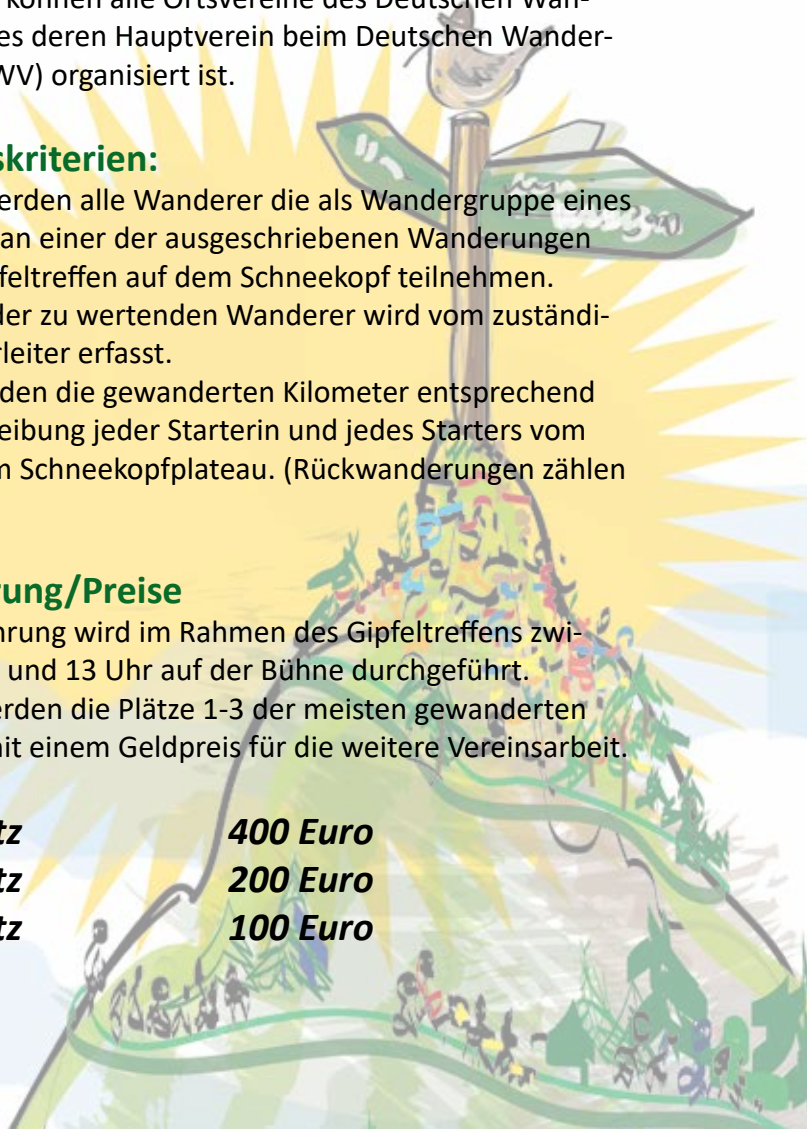 können alle Ortsvereine des Deutschen Wan-
es deren Hauptverein beim Deutschen Wander-
WV) organisiert ist.
skriterien:
erden alle Wanderer die als Wandergruppe eines
an einer der ausgeschriebenen Wanderungen
feltreffen auf dem Schneekopf teilnehmen.
der zu wertenden Wanderer wird vom zuständi-
rleiter erfasst.
den die gewanderten Kilometer entsprechend
eibung jeder Starterin und jedes Starters vom
m Schneekopfplateau. (Rückwanderungen zählen
rung/Preise
hrung wird im Rahmen des Gipfeltreffens zwi-
und 13 Uhr auf der Bühne durchgeführt.
erden die Plätze 1-3 der meisten gewanderten
mit einem Geldpreis für die weitere Vereinsarbeit.
tz 400 Euro
tz 200 Euro
tz 100 Euro